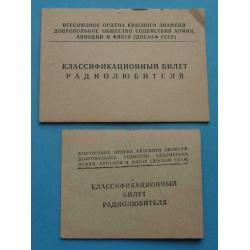 ВСЕСОЮЗНОЕ ОРДЕНА КРАСНОГО ЗНАМЕНИ
ДОБРОВОЛЬНОЕ ОБЩЕСТВО СОДЕЙСТВИЯ АРМИИ,
АВИАЦИИ И ФЛОТУ (ДОСААФ СССР)
КЛАССИФИКАЦИОННЫЙ БИЛЕТ
РАДИОЛЮБИТЕЛЯ
ВСЕСОЮЗНОЕ ОРДЕНА КРАСНОГО ЗНАМЕНИ
ДОБРОВОЛЬНОЕ ОБЩЕСТВО СОДЕЙСТВИЯ
АРМИИ, АВИАЦИИ И ФЛОТУ (ДОСААФ СССР)
КЛАССИФИКАЦИОННЫЙ
БИЛЕТ
РАДИОЛЮБИТЕЛЯ